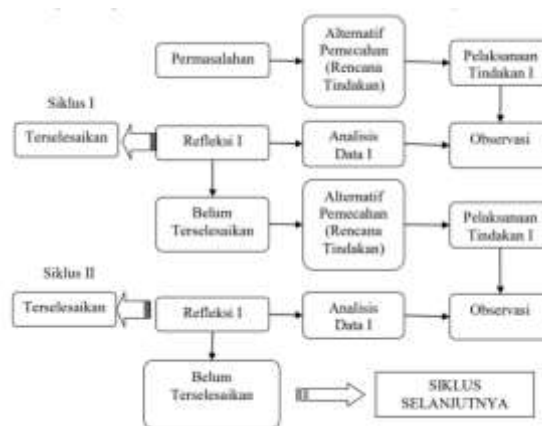 Permasalahan
Alternatif
Pemecahan
(Rencana
Tindakan)
Pelaksanaan
Tindakan I
Siklus I
Terselesaikan
Refleksi I
Analisis
Data I
Observasi
Belum
Terselesaikan
Alternatif
Pemecahan
(Rencana
Tindakan)
Pelaksanaan
Tindakan I
Siklus II
Terselesaikan
Refleksi I
Analisis
Data I
Observasi
Belum
Terselesaikan
SIKLUS
SELANJUTNYA